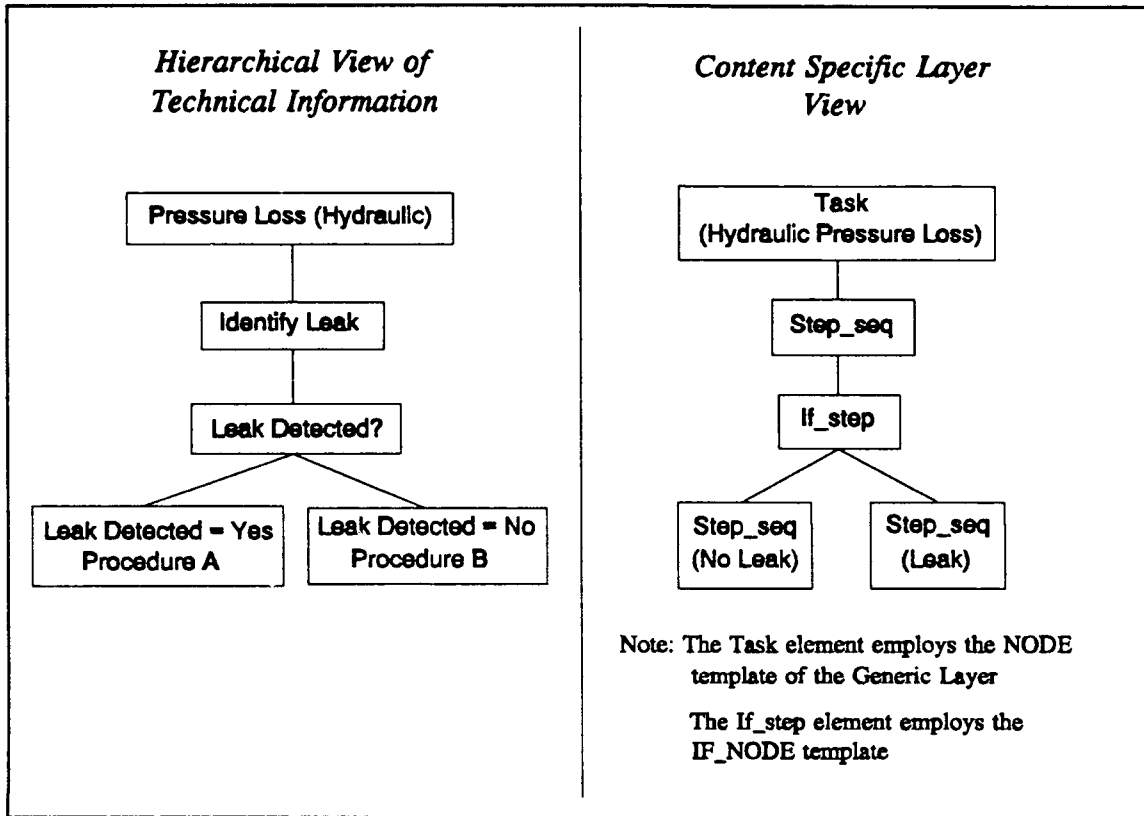 Hierarchical View of
Technical Information
Pressure Loss (Hydraulic)
Identify Leak
Leak Detected?
Leak Detected = Yes
Procedure A
Leak Detected = No
Procedure B
Content Specific Layer
View
Task
(Hydraulic Pressure Loss)
Step_seq
If_step
Step_seq
(No Leak)
Step_seq
(Leak)
Note: The Task element employs the NODE
template of the Generic Layer
The If_step element employs the
IF_NODE template